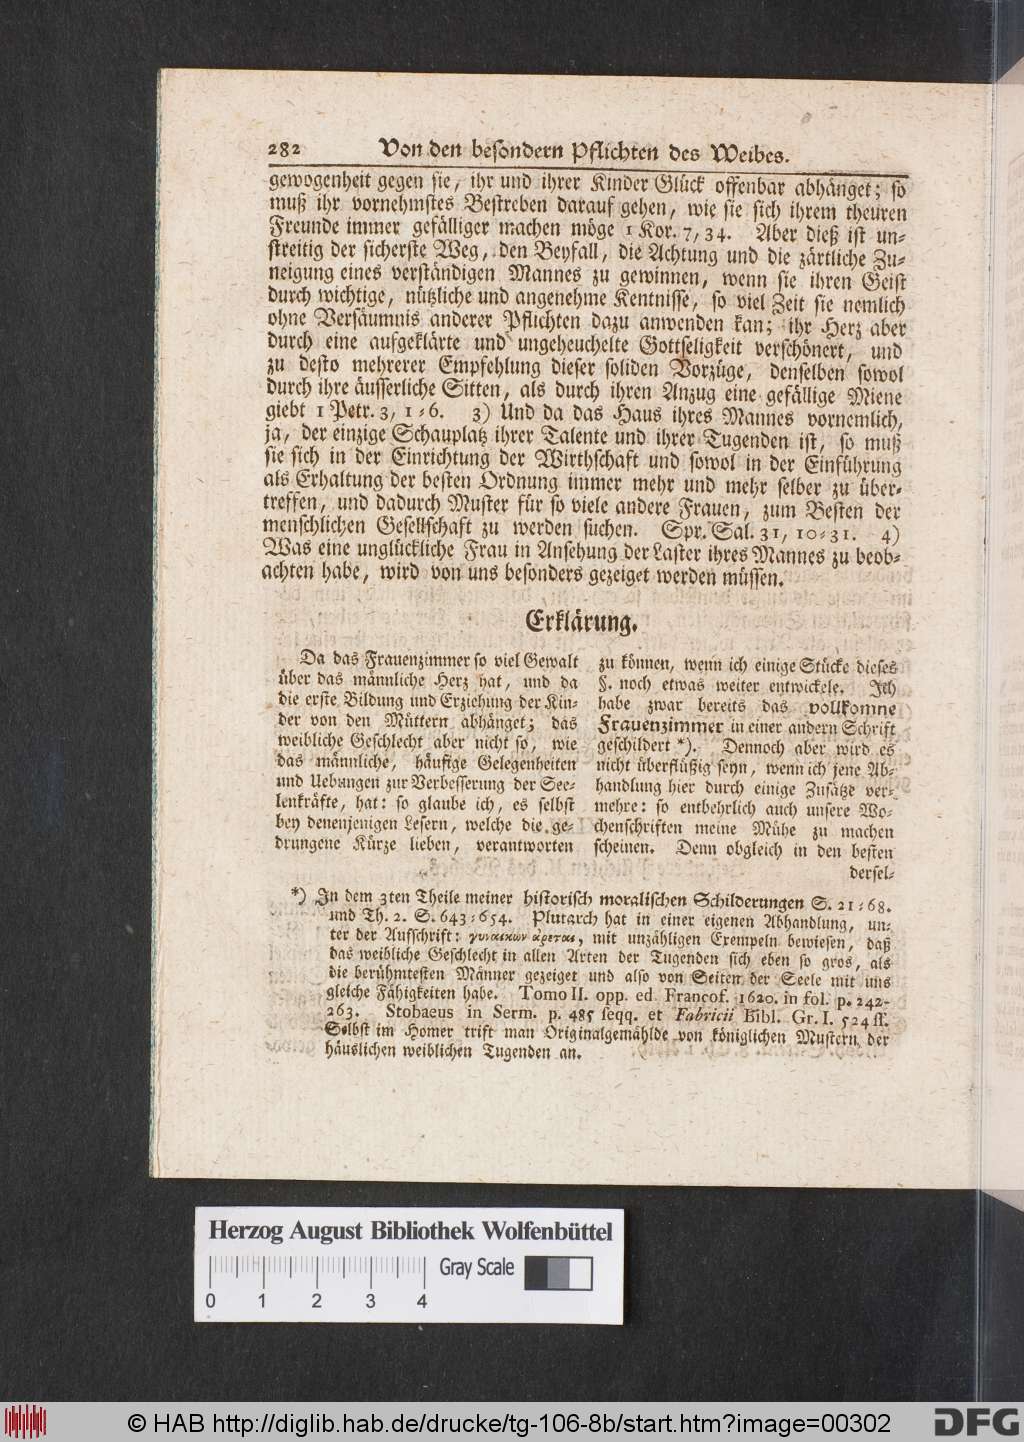 282 Von den besondern Pflichten des Weibes.
gewogenheit gegen sie, ihr und ihrer Kinder Glück offenbar abhänget; so
muß ihr vornehmstes Bestreben darauf gehen, wie sie sich ihrem theuren
Freunde immer gefälliger machen möge 1 Kor. 7, 34. Aber dieß ist un-
streitig der sicherste Weg, den Beyfall, die Achtung und die zärtliche Zu-
neigung eines verständigen Mannes zu gewinnen, wenn sie ihren Geist
durch wichtige, nützliche und angenehme Kentnisse, so viel Zeit sie nemlich
ohne Versäumnis anderer Pflichten dazu anwenden kan; ihr Herz aber
durch eine aufgeklärte und ungeheuchelte Gottseligkeit verschönert, und
zu desto mehrerer Empfehlung dieser soliden Vorzüge, denselben sowol
durch ihre äusserliche Sitten, als durch ihren Anzug eine gefällige Miene
giebt 1 Petr. 3, 1-6. 3) Und da das Haus ihres Mannes vornemlich,
ja, der einzige Schauplatz ihrer Talente und ihrer Tugenden ist, so muß
sie sich in der Einrichtung der Wirthschaft und sowol in der Einführung
als Erhaltung der besten Ordnung immer mehr und mehr selber zu über-
treffen, und dadurch Muster für so viele andere Frauen, zum Besten der
menschlichen Gesellschaft zu werden suchen. Spr. Sal. 31, 10-31. 4)
Was eine unglückliche Frau in Ansehung der Laster ihres Mannes zu beob-
achten habe, wird von uns besonders gezeiget werden müssen.
Erklärung.
Da das Frauenzimmer so viel Gewalt
über das männliche Herz hat, und da
die erste Bildung und Erziehung der Kin-
der von den Müttern abhänget; das
weibliche Geschlecht aber nicht so, wie
das männliche, häufige Gelegenheiten
und Uebungen zur Verbesserung der See-
lenkräfte, hat: so glaube ich, es selbst
bey denenjenigen Lesern, welche die ge-
drungene Kürze lieben, verantworten
zu können, wenn ich einige Stücke dieses
§. noch etwas weiter entwickele. Ich
habe zwar bereits das vollkomne
Frauenzimmer in einer andern Schrift
geschildert *). Dennoch aber wird es
nicht überflüßig seyn, wenn ich jene Ab-
handlung hier durch einige Zusätze ver-
mehre: so entbehrlich auch unsere Wo-
chenschriften meine Mühe zu machen
scheinen. Denn obgleich in den besten
dersel-
*) In dem 3ten Theile meiner historisch moralischen Schilderungen S. 21-68.
und Th. 2. S. 643-654. Plutarch hat in einer eigenen Abhandlung, un-
ter der Aufschrift: γυναικων ἀρεται, mit unzähligen Exempeln bewiesen, daß
das weibliche Geschlecht in allen Arten der Tugenden sich eben so gros, als
die berühmtesten Männer gezeiget und also von Seiten der Seele mit uns
gleiche Fähigkeiten habe. Tomo II. opp. ed Francof. 1620. in fol. p. 242-
263. Stobaeus in Serm. p. 485 seqq. et Fabricii Bibl. Gr. I. 524 ff.
Selbst im Homer trift man Originalgemählde von königlichen Mustern der
häuslichen weiblichen Tugenden an.
Herzog August Bibliothek Wolfenbüttel
Gray Scale
0 1 2 3 4
© HAB http://diglib.hab.de/drucke/tg-106-8b/start.htm?image=00302
DFG